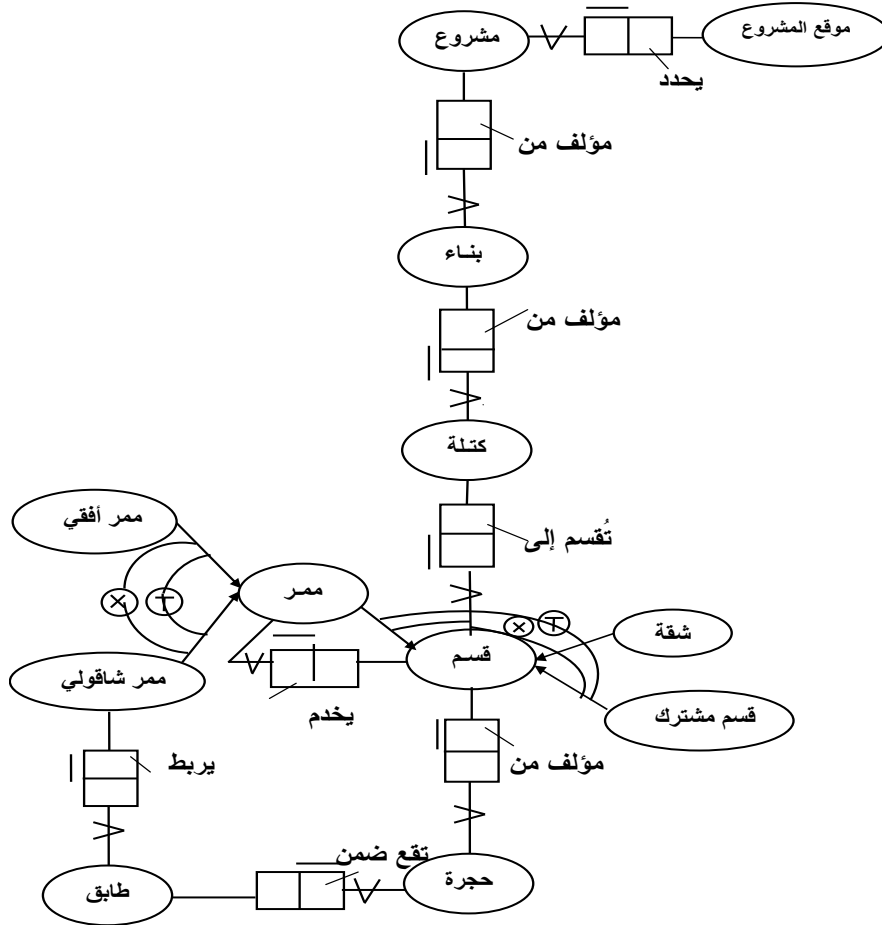 مشروع
موقع المشروع
يحدد
مؤلف من
بناء
مؤلف من
كتلة
تُقسم إلى
ممر أفقي
ممر
× T
× T
قسم
شقة
ممر شاقولي
قسم مشترك
يخدم
يربط
مؤلف من
تقع ضمن
طابق
حجرة